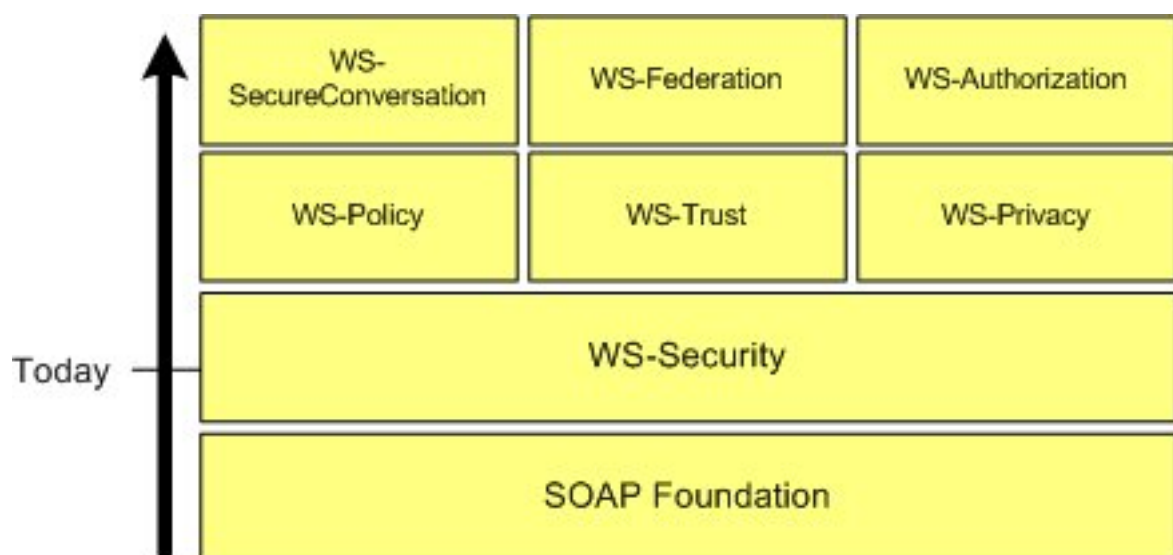 WS-
SecureConversation
WS-Federation
WS-Authorization
WS-Policy
WS-Trust
WS-Privacy
Today
WS-Security
SOAP Foundation